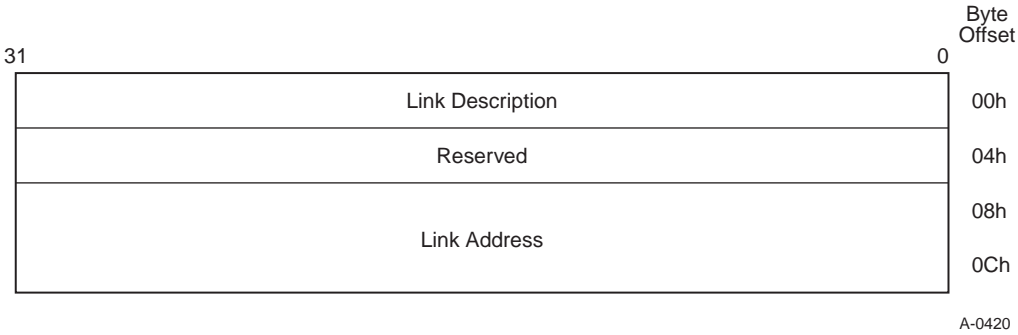 Byte
Offset
31 0
Link Description 00h
Reserved 04h
08h
Link Address
0Ch
A-0420